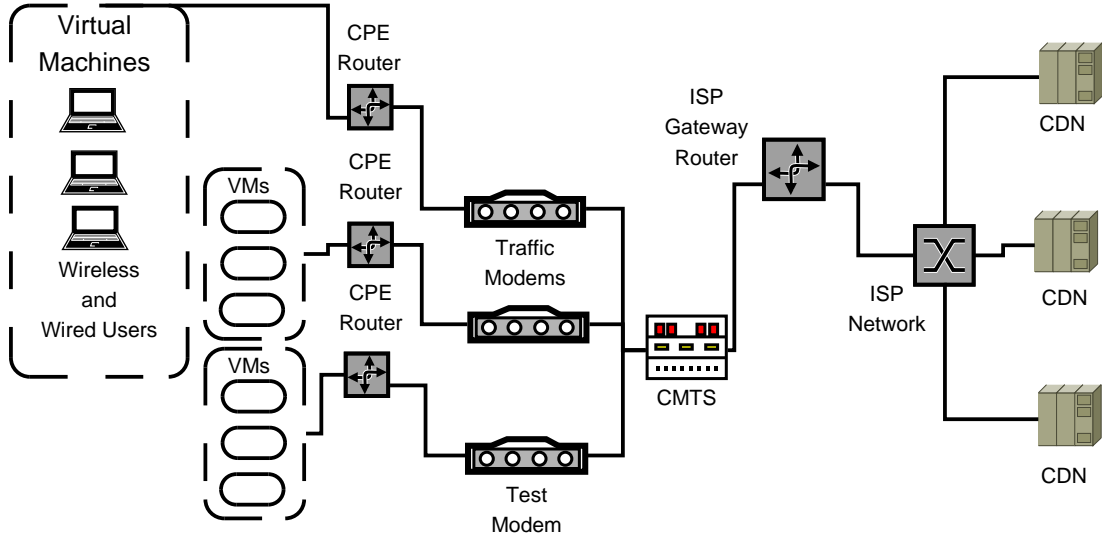 Virtual
Machines
Wireless
and
Wired Users
VMs
VMs
CPE
Router
CPE
Router
CPE
Router
Traffic
Modems
Test
Modem
CMTS
ISP
Gateway
Router
ISP
Network
CDN
CDN
CDN